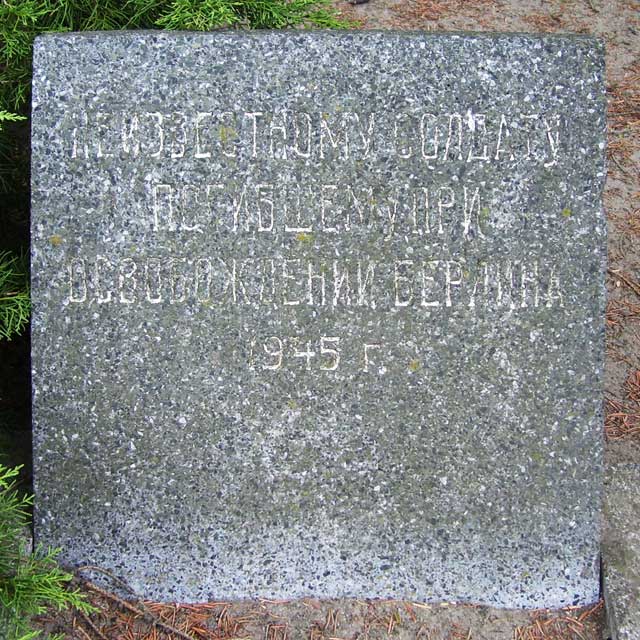 НЕИЗВЕСТНОМУ СОЛДАТУ
ПОГИБШЕМУ ПРИ
ОСВОБОЖДЕНИИ БЕРЛИНА
1945 г.